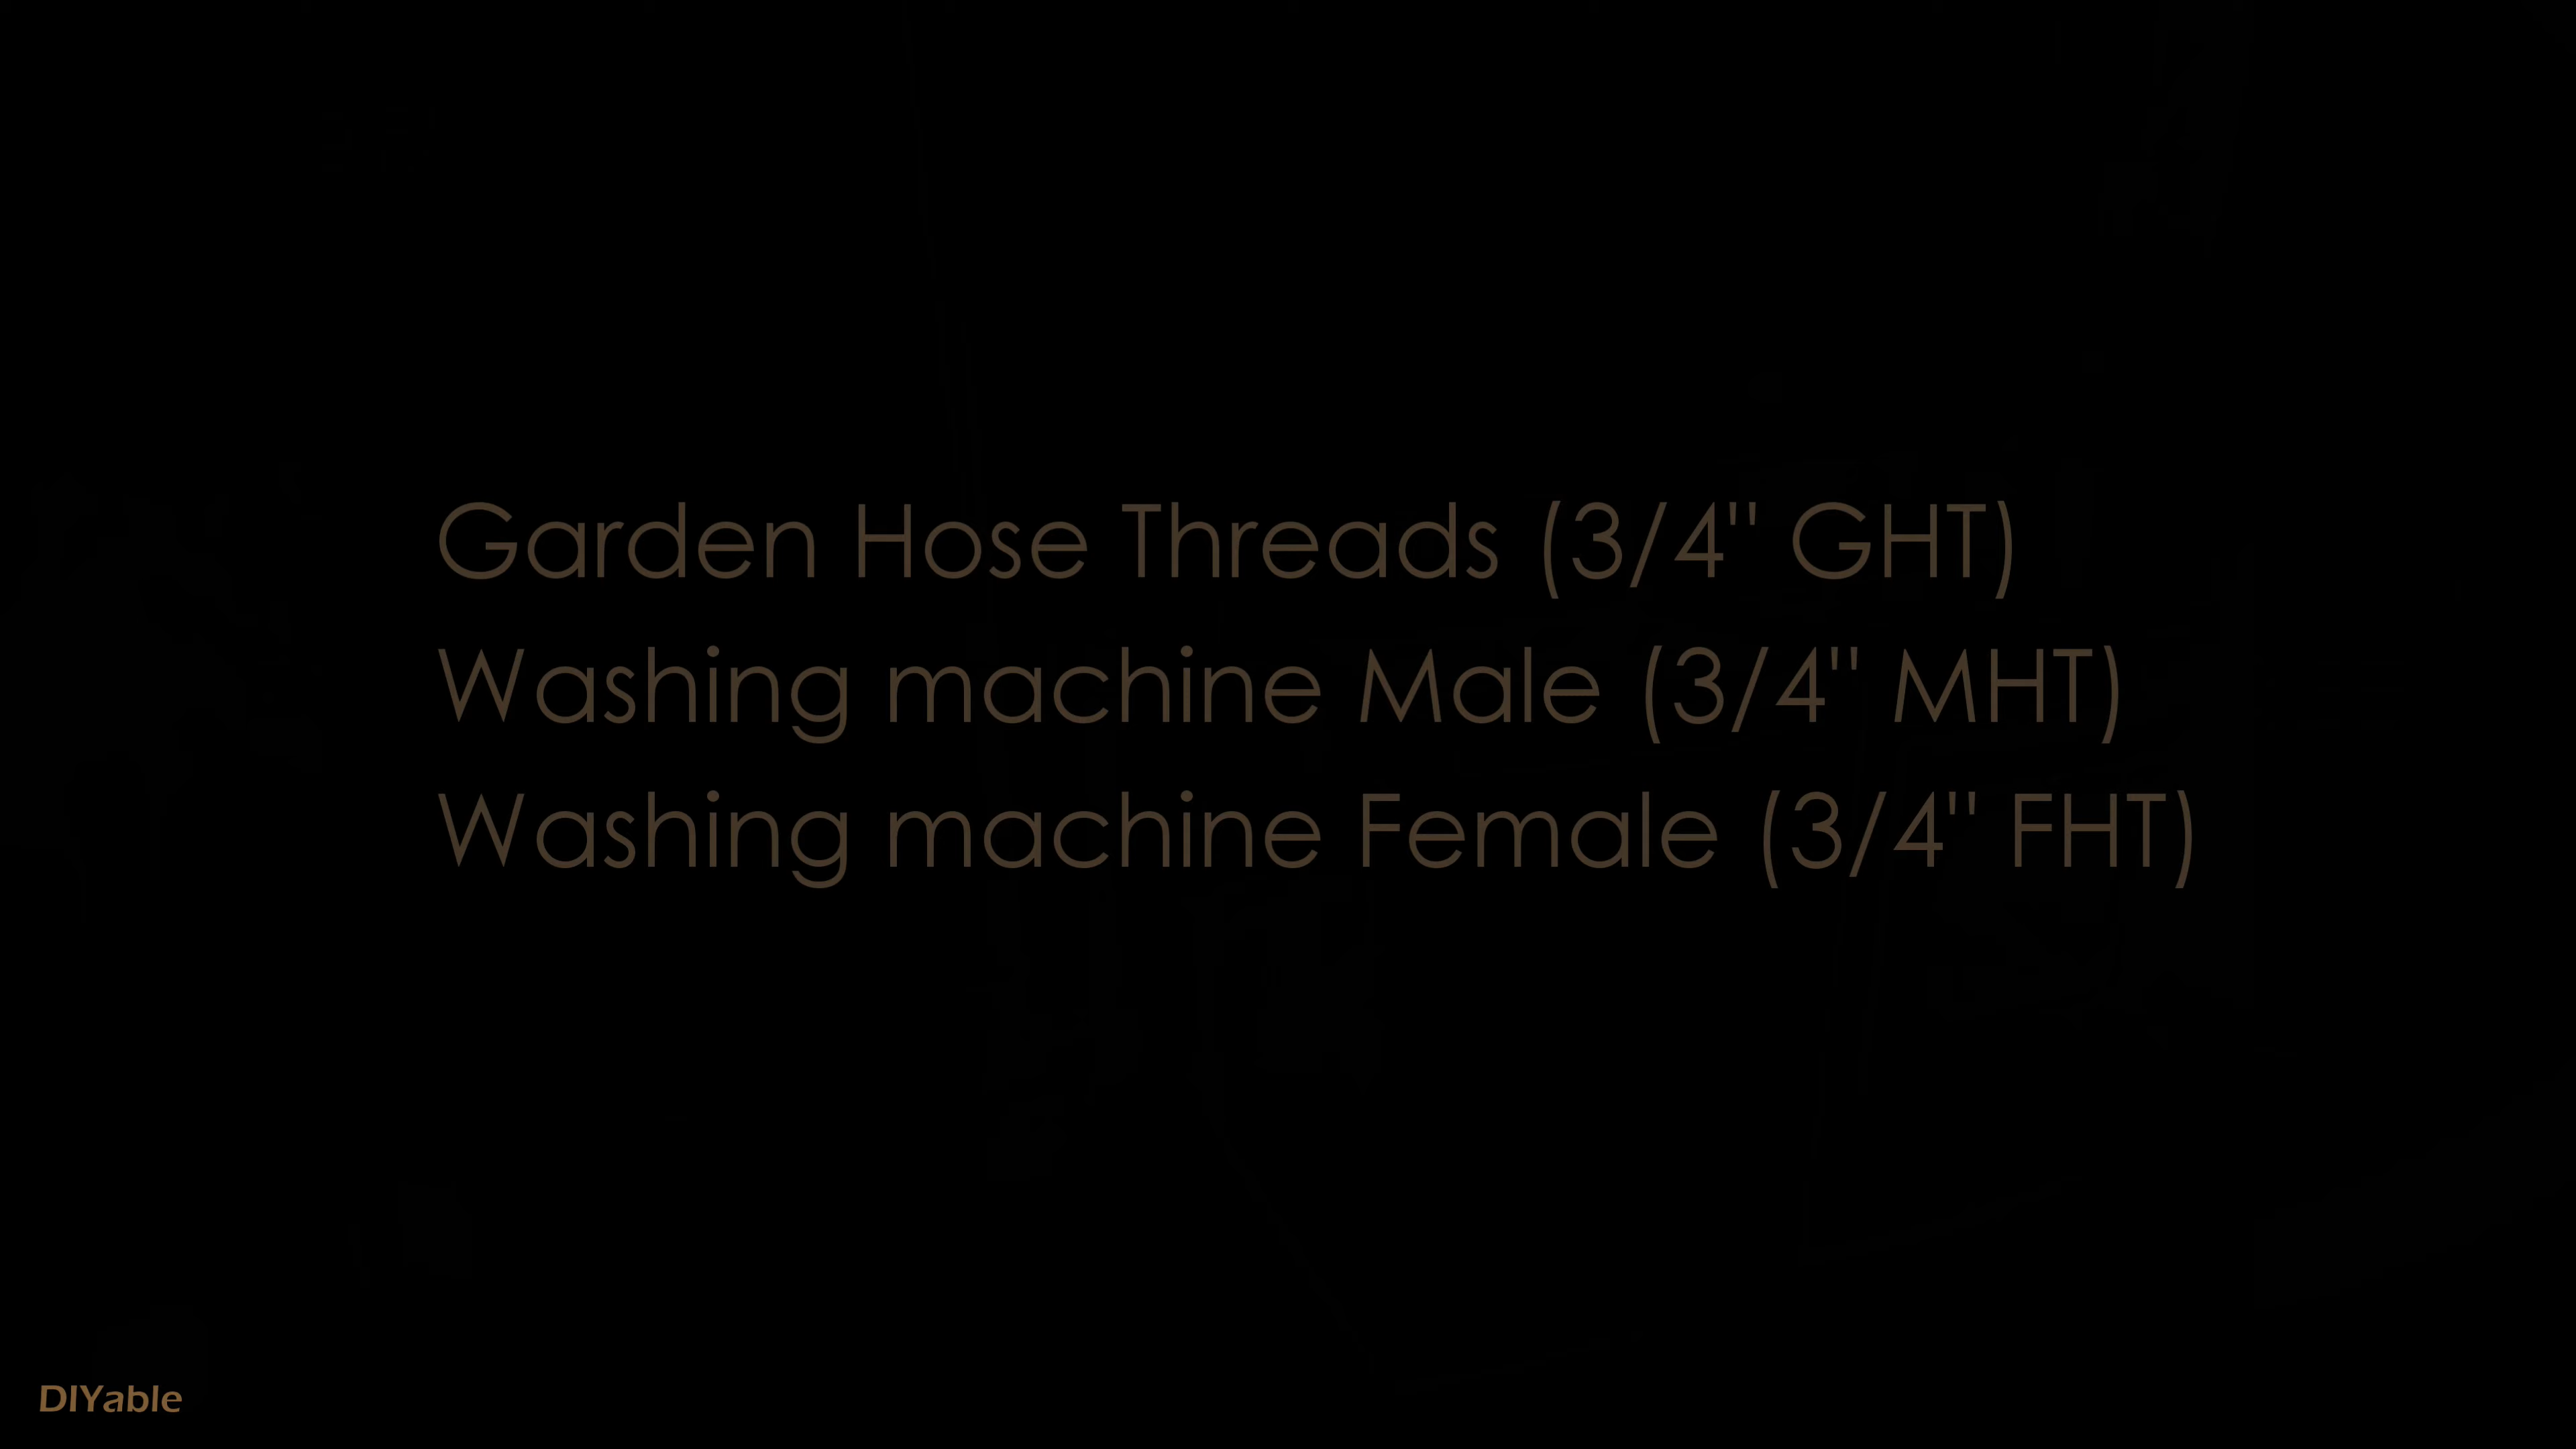 Garden Hose Threads (3/4" GHT)
Washing machine Male (3/4" MHT)
Washing machine Female (3/4" FHT)
DIYable